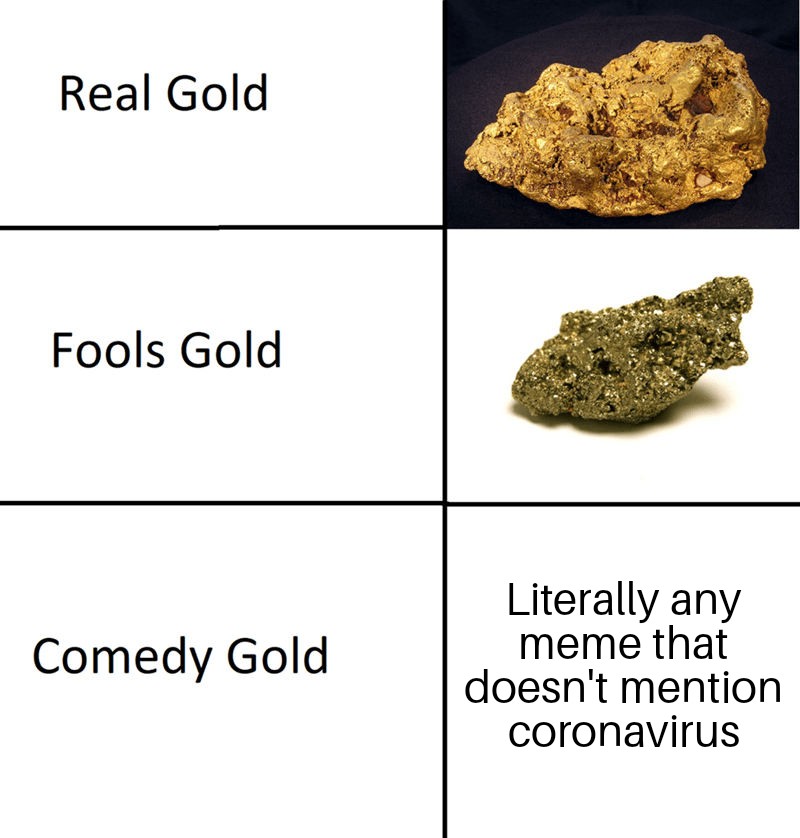 Real Gold
Fools Gold
Comedy Gold
Literally any
meme that
doesn't mention
coronavirus